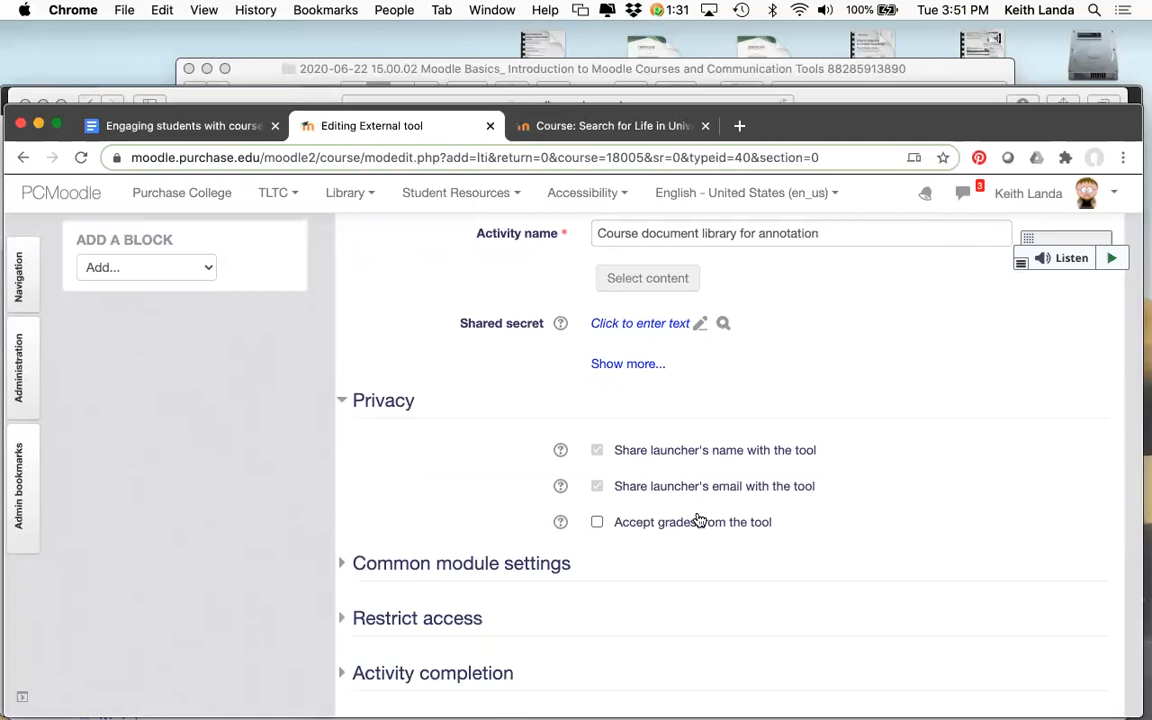 Chrome File Edit View History Bookmarks People Tab Window Help 1:31 100% Tue 3:51 PM Keith Landa
2020-06-22 15.00.02 Moodle Basics_ Introduction to Moodle Courses and Communication Tools 88285913890
Engaging students with course Editing External tool Course: Search for Life in Univ
moodle.purchase.edu/moodle2/course/modedit.php?add=lti&return=0&course=18005&sr=0&typeid=40&section=0
PCMoodle Purchase College TLTC Library Student Resources Accessibility English - United States (en_us) 3 Keith Landa
ADD A BLOCK
Add...
Navigation
Administration
Admin bookmarks
Activity name * Course document library for annotation
Listen
Select content
Shared secret Click to enter text
Show more...
Privacy
Share launcher's name with the tool
Share launcher's email with the tool
Accept grades from the tool
Common module settings
Restrict access
Activity completion